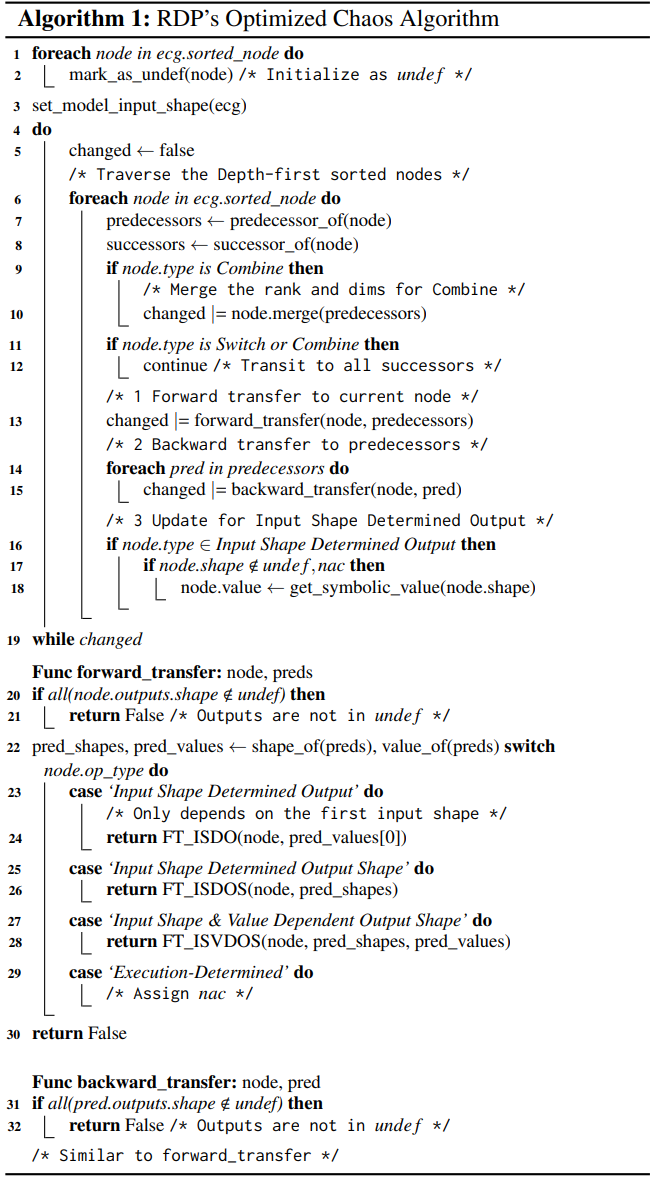 Algorithm 1: RDP's Optimized Chaos Algorithm
1 foreach node in ecg.sorted_node do
2 mark_as_undef(node) /* Initialize as undef */
3 set_model_input_shape(ecg)
4 do
5 changed ← false
/* Traverse the Depth-first sorted nodes */
6 foreach node in ecg.sorted_node do
7 predecessors ← predecessor_of(node)
8 successors ← successor_of(node)
9 if node.type is Combine then
/* Merge the rank and dims for Combine */
10 changed |= node.merge(predecessors)
11 if node.type is Switch or Combine then
12 continue /* Transit to all successors */
/* 1 Forward transfer to current node */
13 changed |= forward_transfer(node, predecessors)
/* 2 Backward transfer to predecessors */
14 foreach pred in predecessors do
15 changed |= backward_transfer(node, pred)
/* 3 Update for Input Shape Determined Output */
16 if node.type ∈ Input Shape Determined Output then
17 if node.shape ∉ undef, nac then
18 node.value ← get_symbolic_value(node.shape)
19 while changed
Func forward_transfer: node, preds
20 if all(node.outputs.shape ∉ undef) then
21 return False /* Outputs are not in undef */
22 pred_shapes, pred_values ← shape_of(preds), value_of(preds) switch
node.op_type do
23 case ‘Input Shape Determined Output’ do
/* Only depends on the first input shape */
24 return FT_ISDO(node, pred_values[0])
25 case ‘Input Shape Determined Output Shape’ do
26 return FT_ISDOS(node, pred_shapes)
27 case ‘Input Shape & Value Dependent Output Shape’ do
28 return FT_ISVDOS(node, pred_shapes, pred_values)
29 case ‘Execution-Determined’ do
/* Assign nac */
30 return False
Func backward_transfer: node, pred
31 if all(pred.outputs.shape ∉ undef) then
32 return False /* Outputs are not in undef */
/* Similar to forward_transfer */